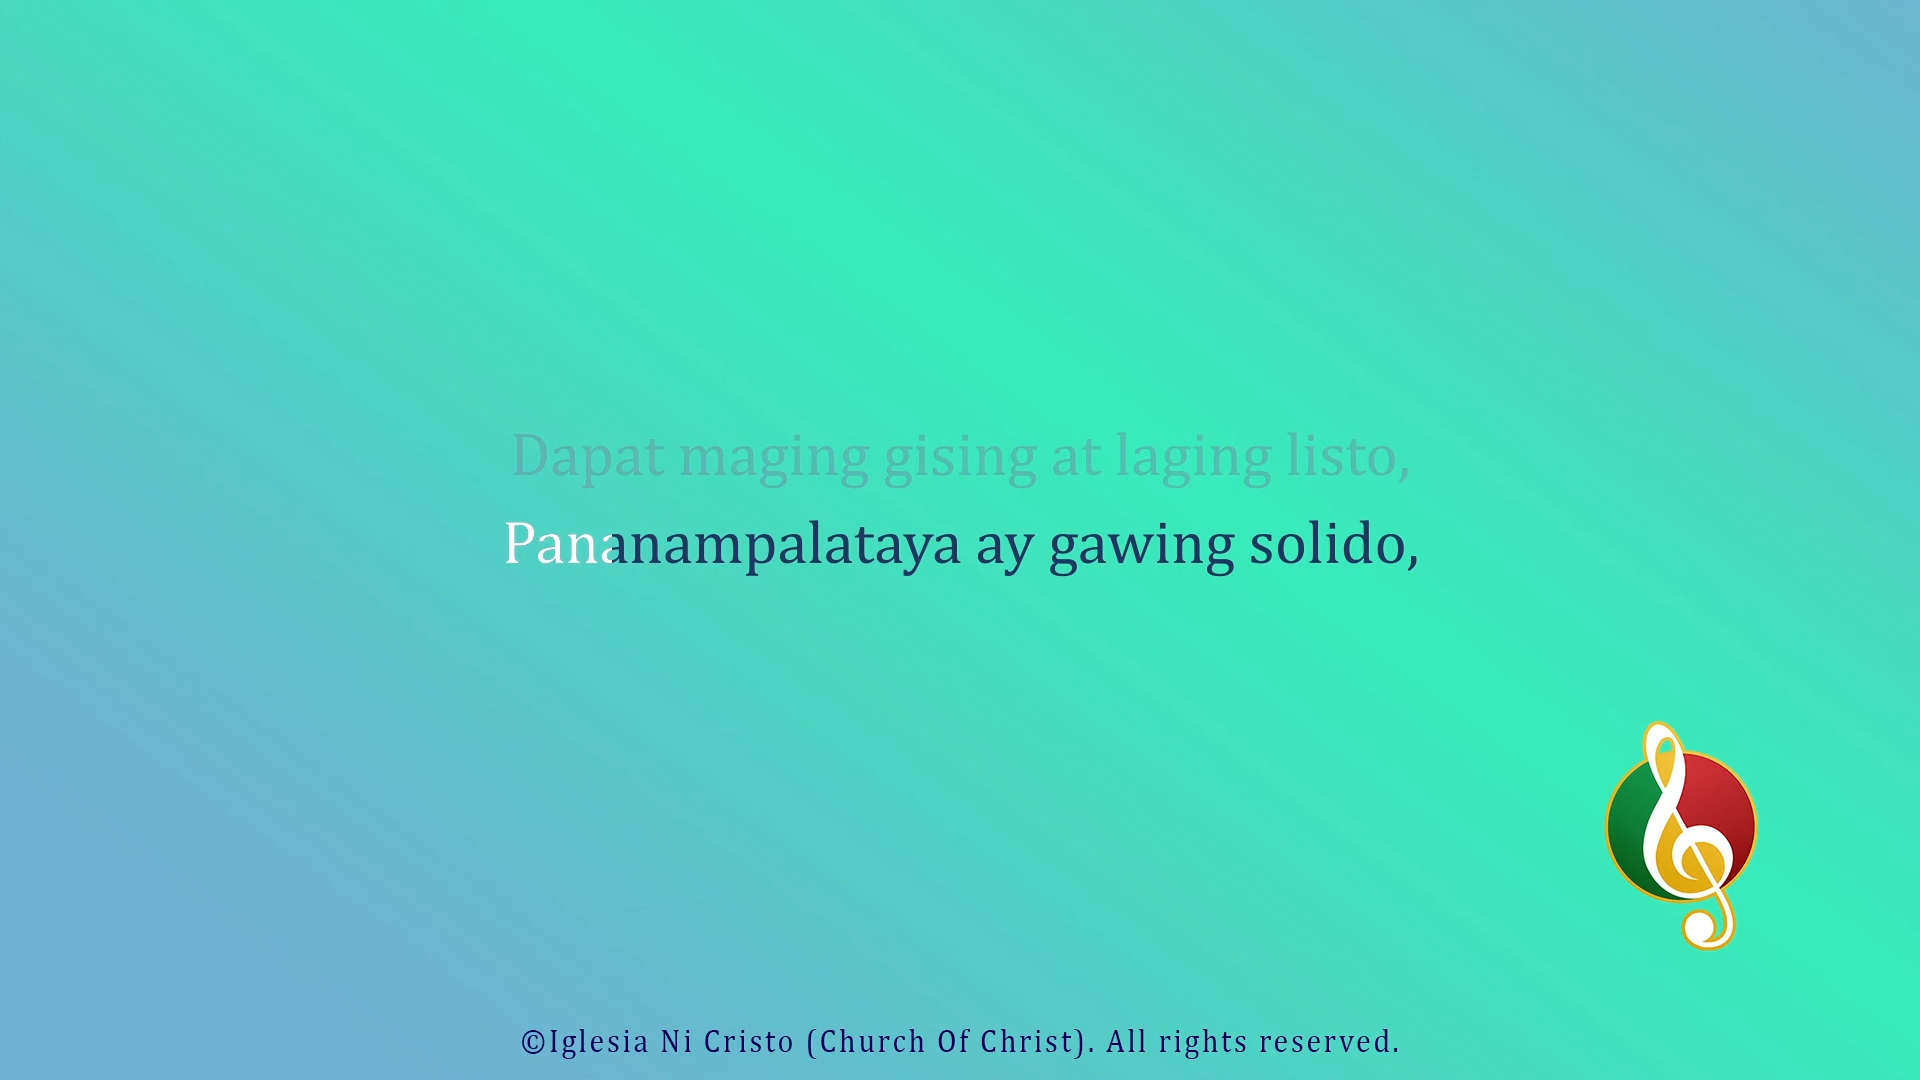 Dapat maging gising at laging listo,
Pananampalataya ay gawing solido,
©Iglesia Ni Cristo (Church Of Christ). All rights reserved.